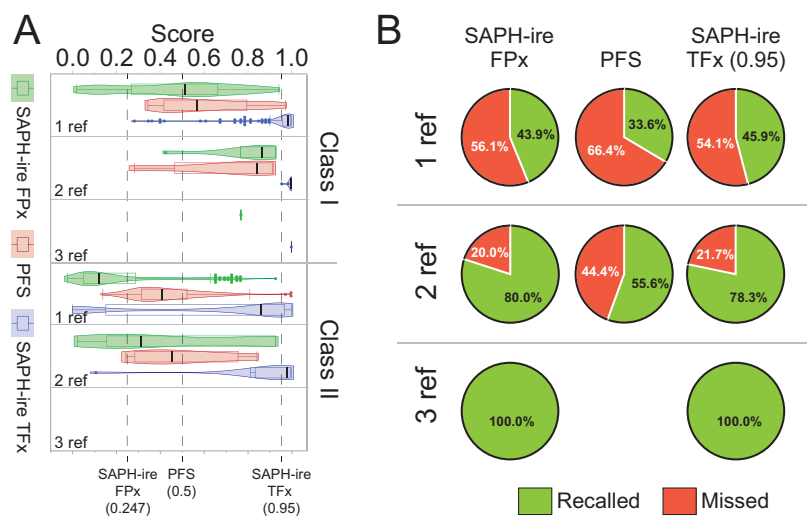 A
Score
0.0 0.2 0.4 0.6 0.8 1.0
SAPH-ire FPx
PFS
SAPH-ire TFx
1 ref
2 ref
3 ref
Class I
1 ref
2 ref
3 ref
Class II
SAPH-ire
FPx
(0.247)
PFS
(0.5)
SAPH-ire
TFx
(0.95)
B
SAPH-ire
FPx
PFS
SAPH-ire
TFx (0.95)
1 ref
56.1% 43.9%
66.4% 33.6%
54.1% 45.9%
2 ref
20.0%
80.0%
44.4% 55.6%
21.7%
78.3%
3 ref
100.0%
100.0%
Recalled
Missed